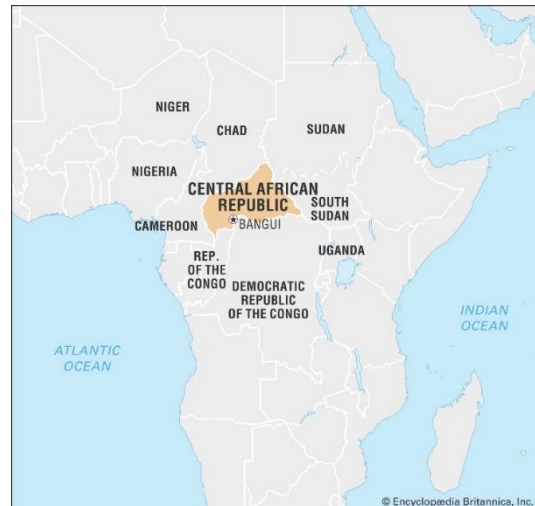 NIGER
CHAD
SUDAN
NIGERIA
CENTRAL AFRICAN
REPUBLIC
SOUTH
SUDAN
CAMEROON
BANGUI
UGANDA
REP.
OF THE
CONGO
DEMOCRATIC
REPUBLIC
OF THE CONGO
INDIAN
OCEAN
ATLANTIC
OCEAN
© Encyclopædia Britannica, Inc.